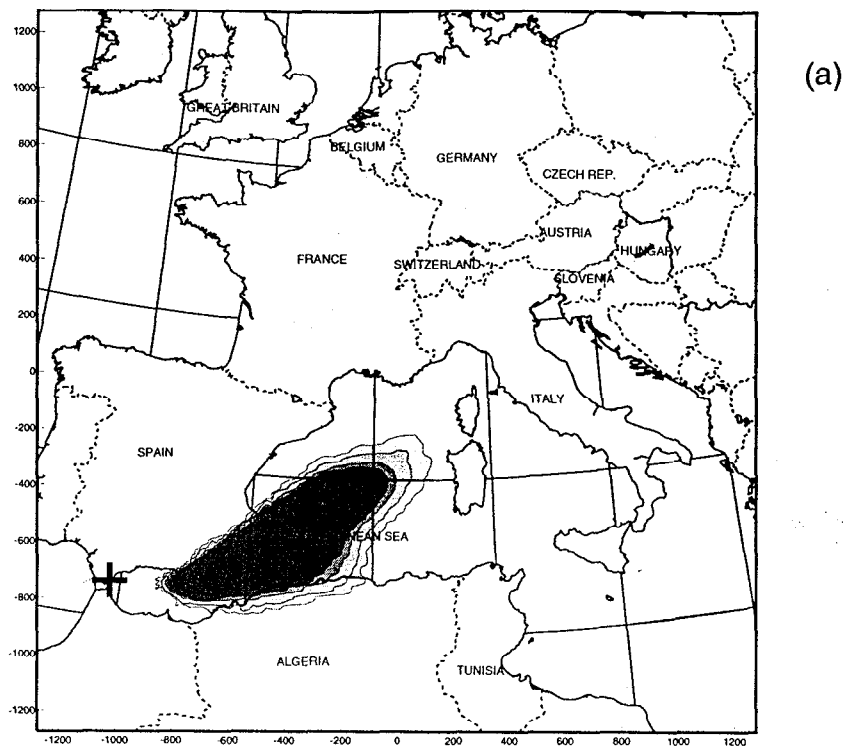 1200
(a)
1000
GREAT BRITAIN
800
BELGIUM
GERMANY
CZECH REP.
600
AUSTRIA
HUNGARY
FRANCE
SWITZERLAND
400
SLOVENIA
200
0
ITALY
-200
SPAIN
-400
NEAN SEA
-600
-800
ALGERIA
TUNISIA
-1000
-1200
-1200 -1000 -800 -600 -400 -200 0 200 400 600 800 1000 1200